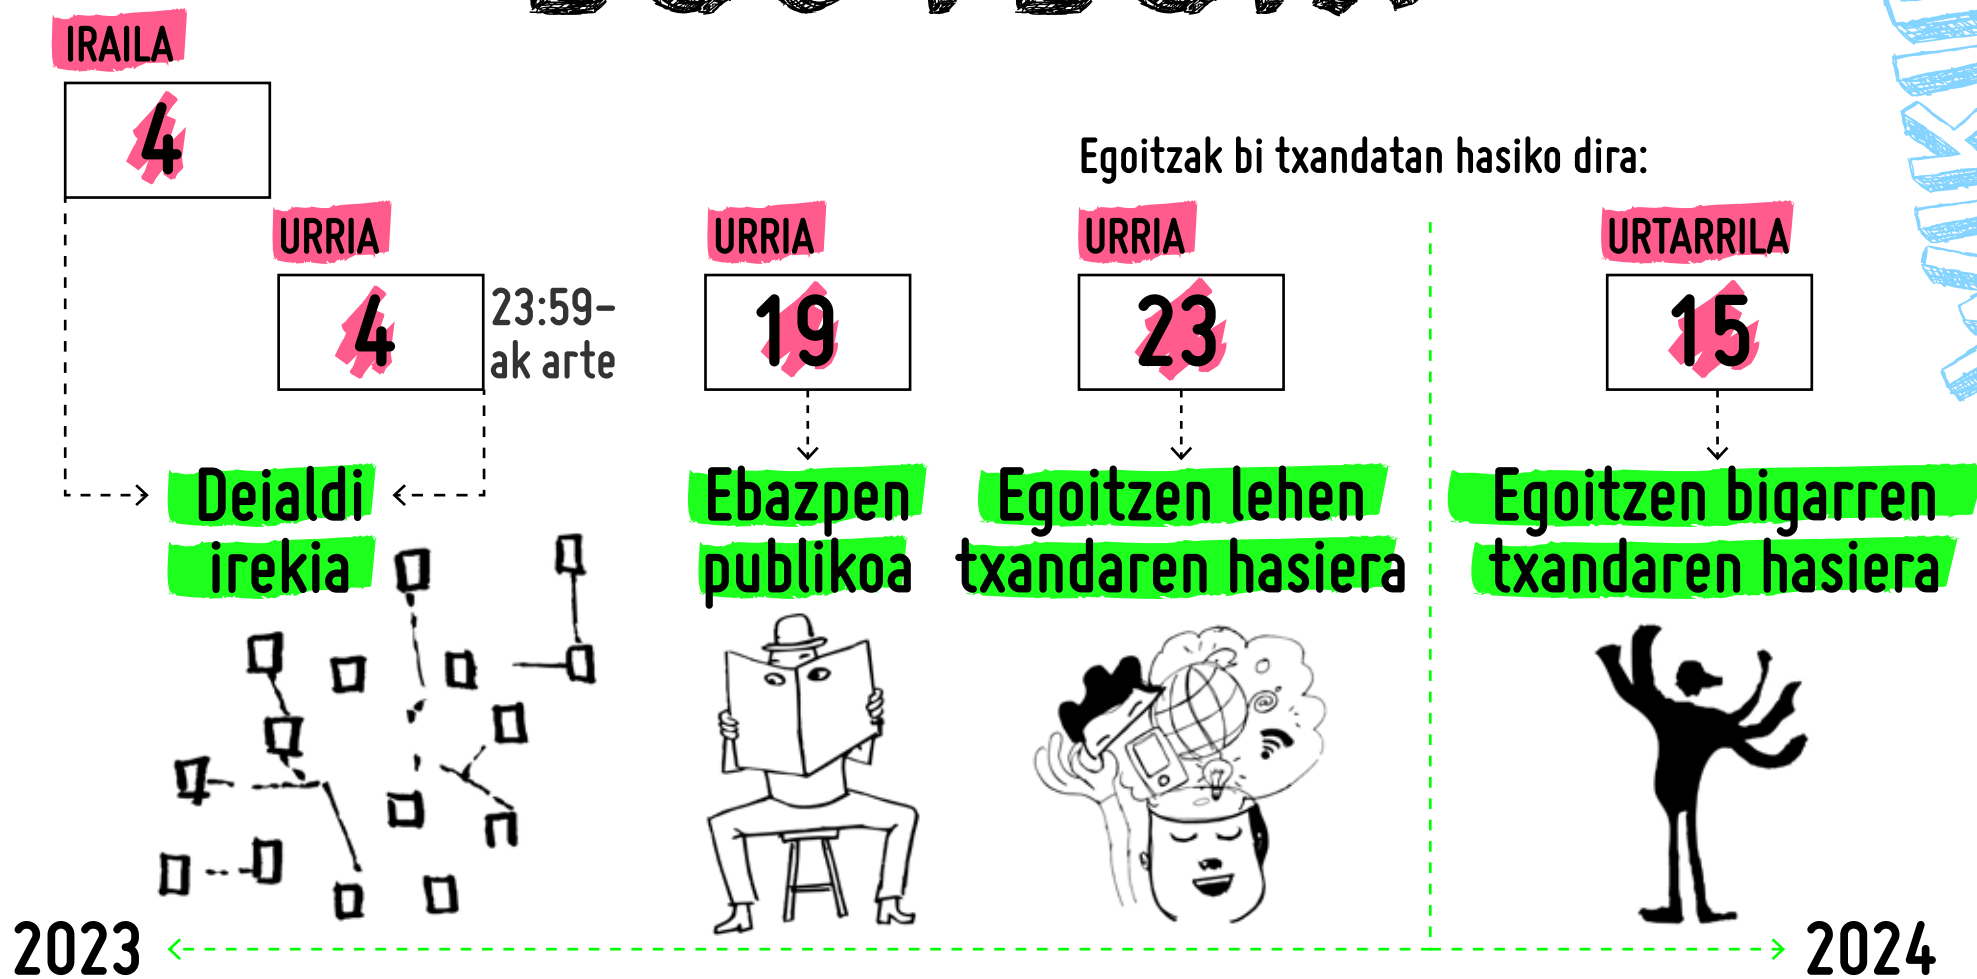 IRAILA
4
Egoitzak bi txandatan hasiko dira:
URRIA
4
23:59-
ak arte
URRIA
19
URRIA
23
URTARRILA
15
Deialdi
irekia
Ebazpen
publikoa
Egoitzen lehen
txandaren hasiera
Egoitzen bigarren
txandaren hasiera
2023
2024